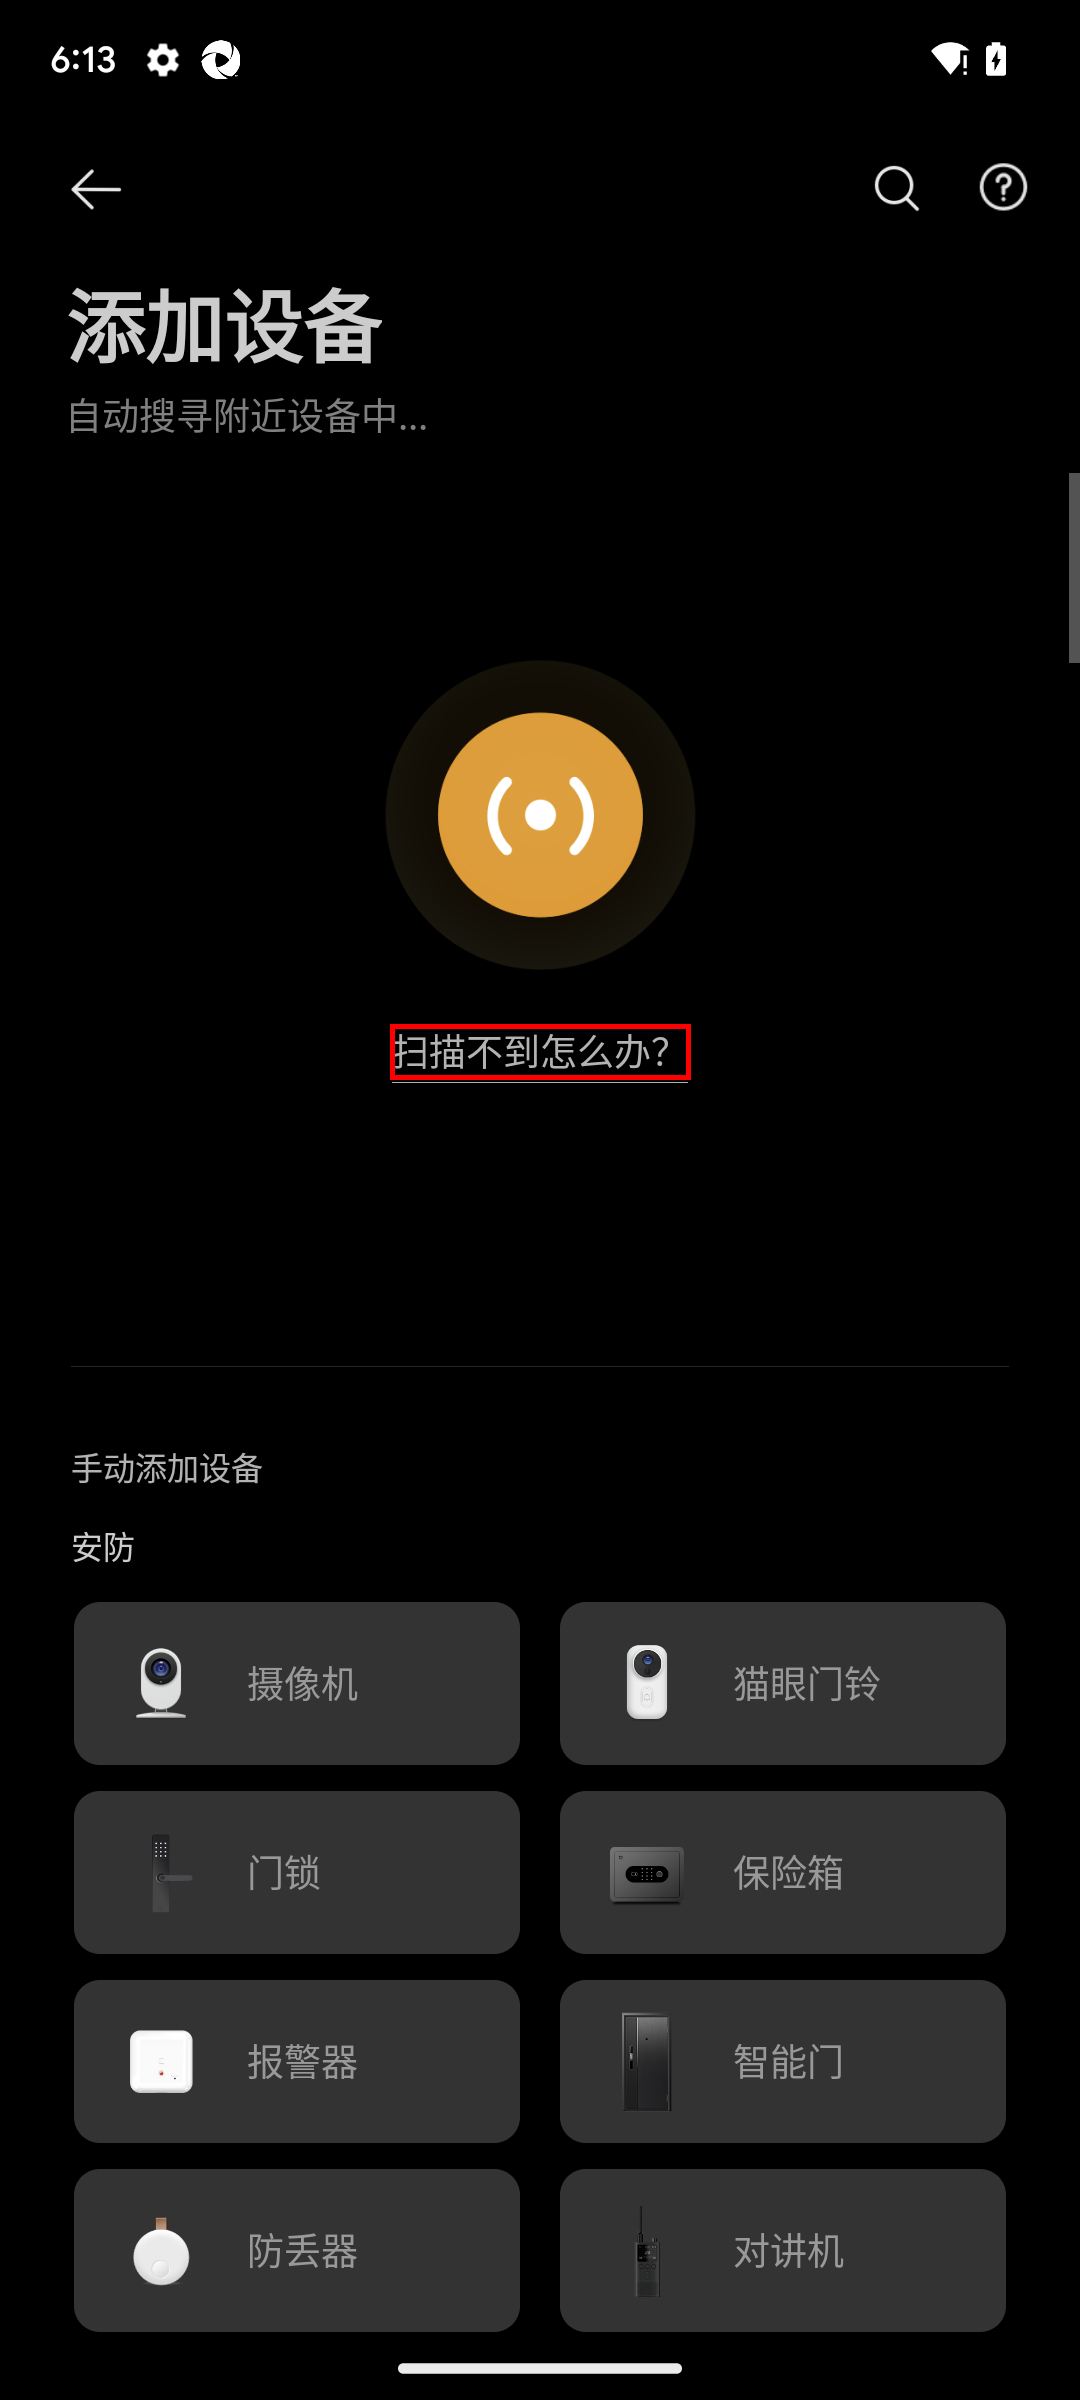 6:13
添加设备
自动搜寻附近设备中...
扫描不到怎么办？
手动添加设备
安防
摄像机
猫眼门铃
门锁
保险箱
报警器
智能门
防丢器
对讲机